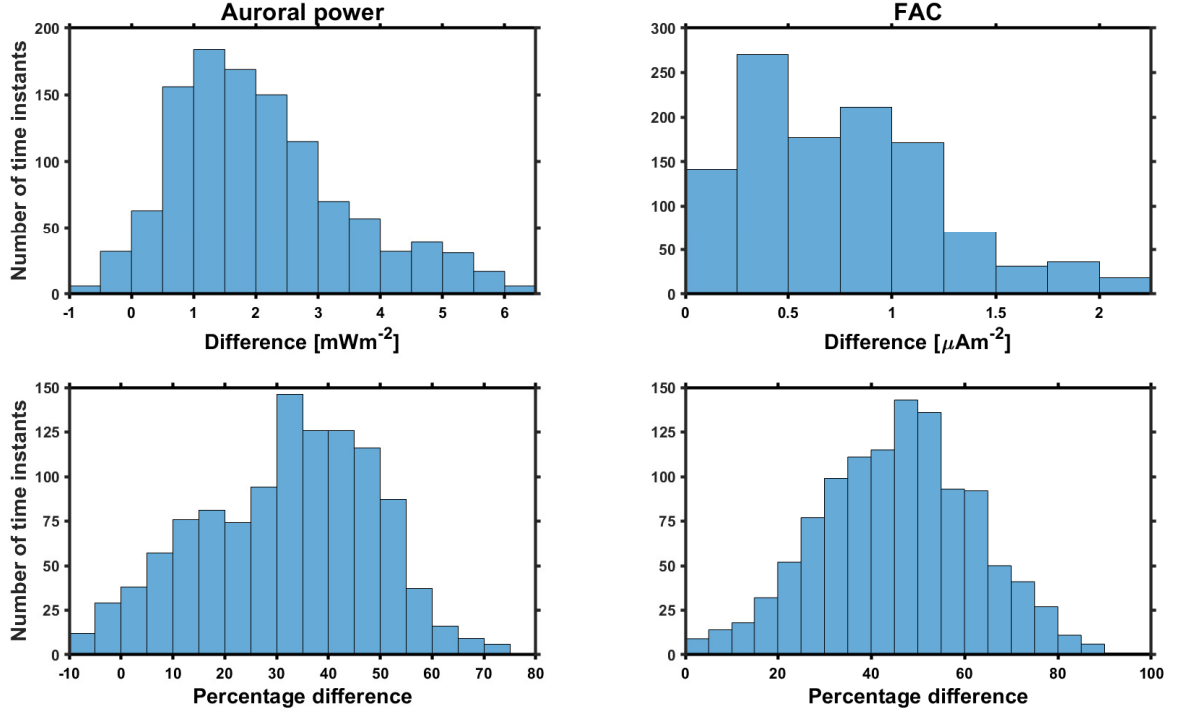 Auroral power
Number of time instants
200
150
100
50
0
-1 0 1 2 3 4 5 6
Difference [mWm-2]
FAC
300
250
200
150
100
50
0
0 0.5 1 1.5 2
Difference [μAm-2]
Number of time instants
150
125
100
75
50
25
0
-10 0 10 20 30 40 50 60 70 80
Percentage difference
150
125
100
75
50
25
0
0 20 40 60 80 100
Percentage difference